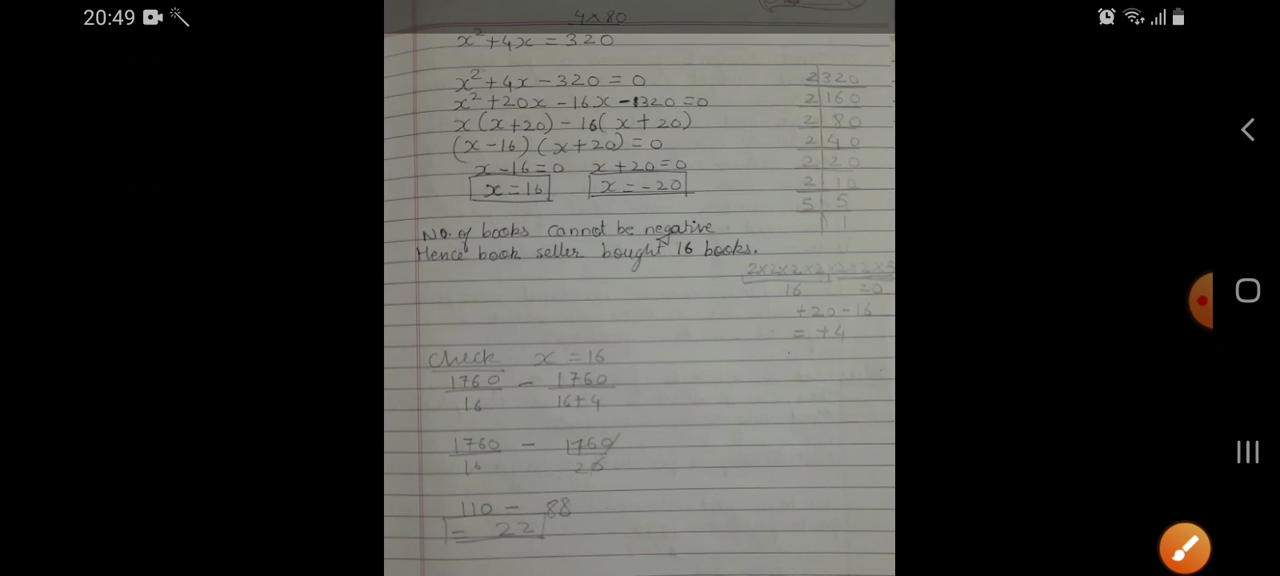 20:49
4x80
x²+4x = 320
x²+4x-320 = 0
x²+20x-16x-320=0
x(x+20)-16(x+20)
(x-16)(x+20)=0
x-16=0 x+20=0
x=16 x=-20
No. of books cannot be negative
Hence book seller bought 16 books.
2 320
2 160
2 80
2 40
2 20
2 10
5 5
1
2x2x2x2x2x2x5
16 20
+20-16
= +4
Check x=16
1760/16 - 1760/16+4
1760/16 - 1760/20
110 - 88
= 22